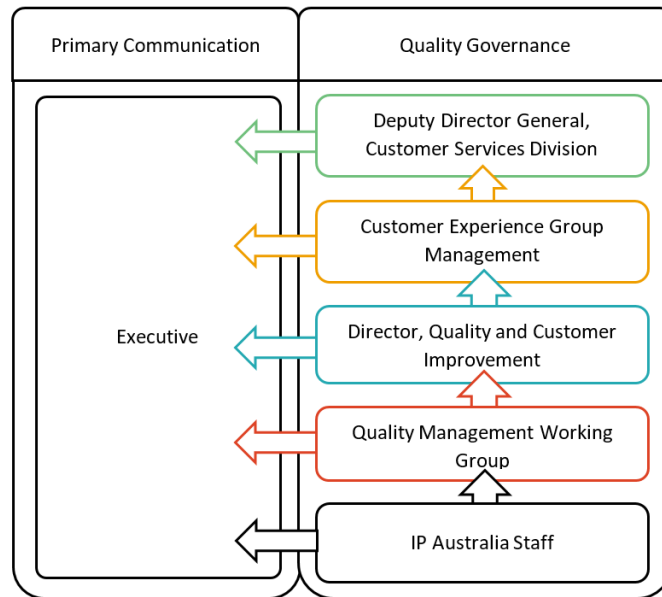 Primary Communication
Quality Governance
Deputy Director General,
Customer Services Division
Customer Experience Group
Management
Executive
Director, Quality and Customer
Improvement
Quality Management Working
Group
IP Australia Staff